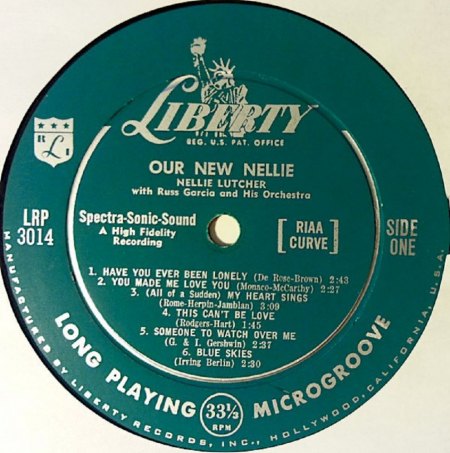 LIBERTY
REG. U.S. PAT. OFFICE
OUR NEW NELLIE
NELLIE LUTCHER
with Russ Garcia and His Orchestra
LRP
3014
Spectra-Sonic-Sound
A High Fidelity
Recording
RIAA
CURVE
SIDE
ONE
1. HAVE YOU EVER BEEN LONELY (De Rose-Brown) 2:43
2. YOU MADE ME LOVE YOU (Monaco-McCarthy) 2:27
3. (All of a Sudden) MY HEART SINGS
(Rome-Herpin-Jamblan) 3:09
4. THIS CAN'T BE LOVE
(Rodgers-Hart) 1:45
5. SOMEONE TO WATCH OVER ME
(G. & I. Gershwin) 2:37
6. BLUE SKIES
(Irving Berlin) 2:30
LONG PLAYING 33⅓ RPM MICROGROOVE
MANUFACTURED BY LIBERTY RECORDS, INC., HOLLYWOOD, CALIFORNIA, U.S.A.